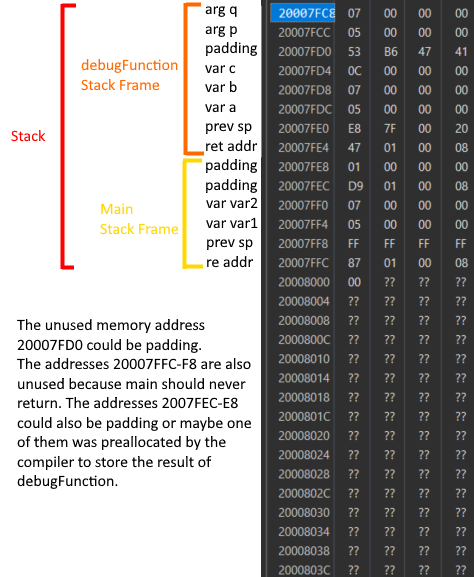 arg q 20007FC8 07 00 00 00
arg p 20007FCC 05 00 00 00
padding 20007FD0 53 B6 47 41
debugFunction
Stack Frame
var c 20007FD4 0C 00 00 00
var b 20007FD8 07 00 00 00
var a 20007FDC 05 00 00 00
prev sp 20007FE0 E8 7F 00 20
Stack
ret addr 20007FE4 47 01 00 08
padding 20007FE8 01 00 00 00
padding 20007FEC D9 01 00 08
Main
Stack Frame
var var2 20007FF0 07 00 00 00
var var1 20007FF4 05 00 00 00
prev sp 20007FF8 FF FF FF FF
re addr 20007FFC 87 01 00 08
20008000 00 ?? ?? ??
20008004 ?? ?? ?? ??
20008008 ?? ?? ?? ??
2000800C ?? ?? ?? ??
20008010 ?? ?? ?? ??
20008014 ?? ?? ?? ??
20008018 ?? ?? ?? ??
2000801C ?? ?? ?? ??
20008020 ?? ?? ?? ??
20008024 ?? ?? ?? ??
20008028 ?? ?? ?? ??
2000802C ?? ?? ?? ??
20008030 ?? ?? ?? ??
20008034 ?? ?? ?? ??
20008038 ?? ?? ?? ??
2000803C ?? ?? ?? ??
The unused memory address
20007FD0 could be padding.
The addresses 20007FFC-F8 are also
unused because main should never
return. The addresses 2007FEC-E8
could also be padding or maybe one
of them was preallocated by the
compiler to store the result of
debugFunction.